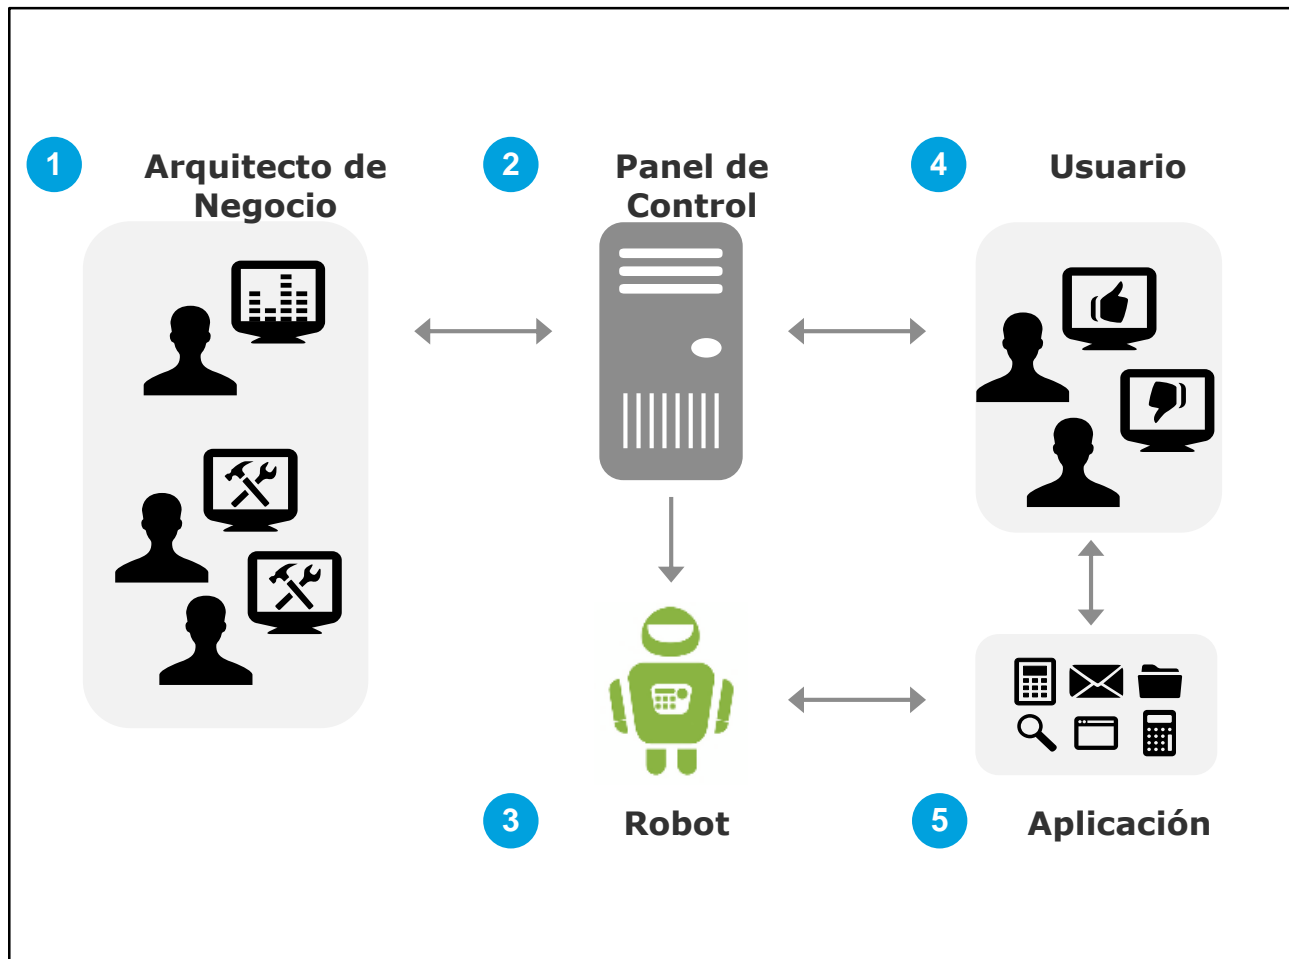 1
Arquitecto de
Negocio
2
Panel de
Control
4
Usuario
3
Robot
5
Aplicación